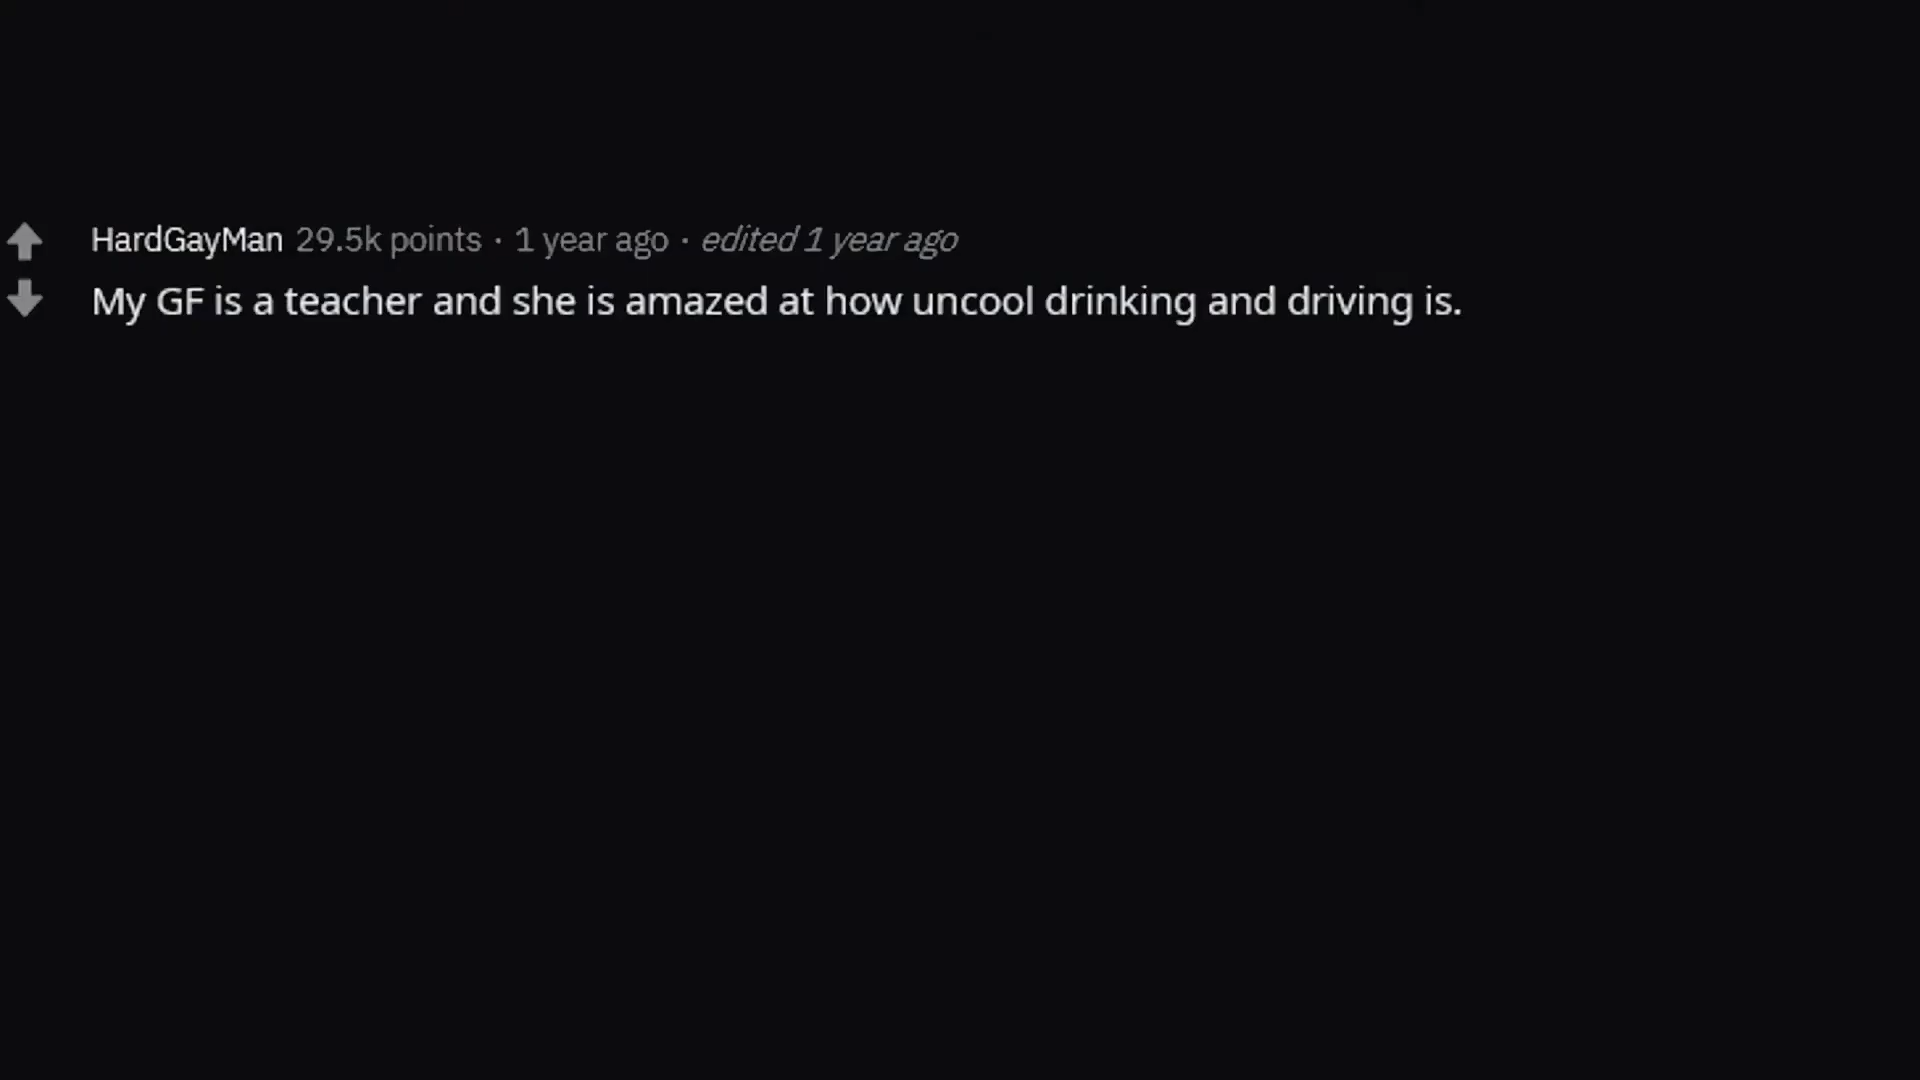 HardGayMan 29.5k points · 1 year ago · edited 1 year ago
My GF is a teacher and she is amazed at how uncool drinking and driving is.